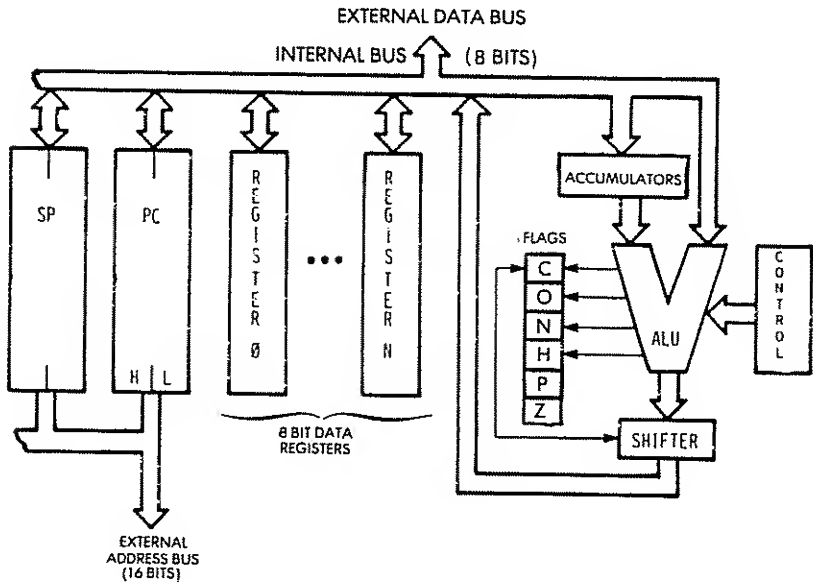 EXTERNAL DATA BUS
INTERNAL BUS (8 BITS)
SP
PC
H L
REGISTER Ø
•••
REGISTER N
8 BIT DATA
REGISTERS
ACCUMULATORS
FLAGS
C
O
N
H
P
Z
ALU
CONTROL
SHIFTER
EXTERNAL
ADDRESS BUS
(16 BITS)